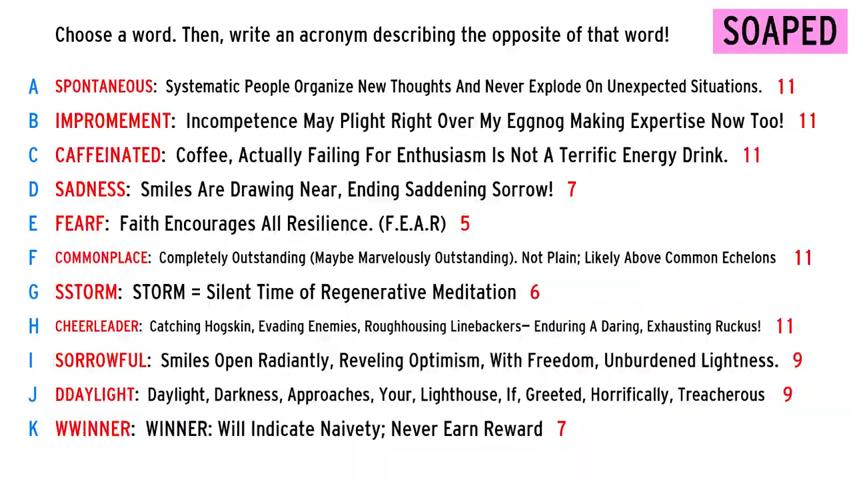 Choose a word. Then, write an acronym describing the opposite of that word!
SOAPED
A SPONTANEOUS: Systematic People Organize New Thoughts And Never Explode On Unexpected Situations. 11
B IMPROMEMENT: Incompetence May Plight Right Over My Eggnog Making Expertise Now Too! 11
C CAFFEINATED: Coffee, Actually Failing For Enthusiasm Is Not A Terrific Energy Drink. 11
D SADNESS: Smiles Are Drawing Near, Ending Saddening Sorrow! 7
E FEARF: Faith Encourages All Resilience. (F.E.A.R) 5
F COMMONPLACE: Completely Outstanding (Maybe Marvelously Outstanding). Not Plain; Likely Above Common Echelons 11
G SSTORM: STORM = Silent Time of Regenerative Meditation 6
H CHEERLEADER: Catching Hogskin, Evading Enemies, Roughhousing Linebackers— Enduring A Daring, Exhausting Ruckus! 11
I SORROWFUL: Smiles Open Radiantly, Reveling Optimism, With Freedom, Unburdened Lightness. 9
J DDAYLIGHT: Daylight, Darkness, Approaches, Your, Lighthouse, If, Greeted, Horrifically, Treacherous 9
K WWINNER: WINNER: Will Indicate Naivety; Never Earn Reward 7